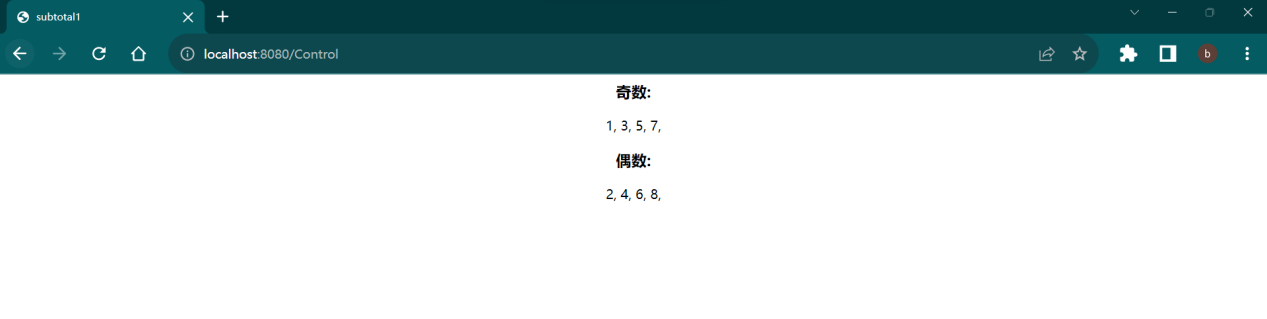 subtotal1
localhost:8080/Control
b
奇数:
1, 3, 5, 7,
偶数:
2, 4, 6, 8,